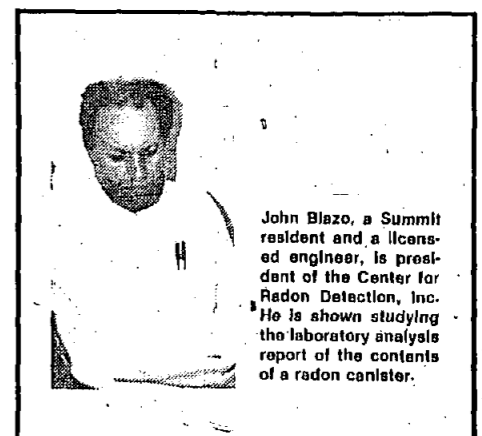 John Blazo, a Summit
resident and a licens-
ed engineer, is presi-
dent of the Center for
Radon Detection, Inc.
He is shown studying
the laboratory analysis
report of the contents
of a radon canister.